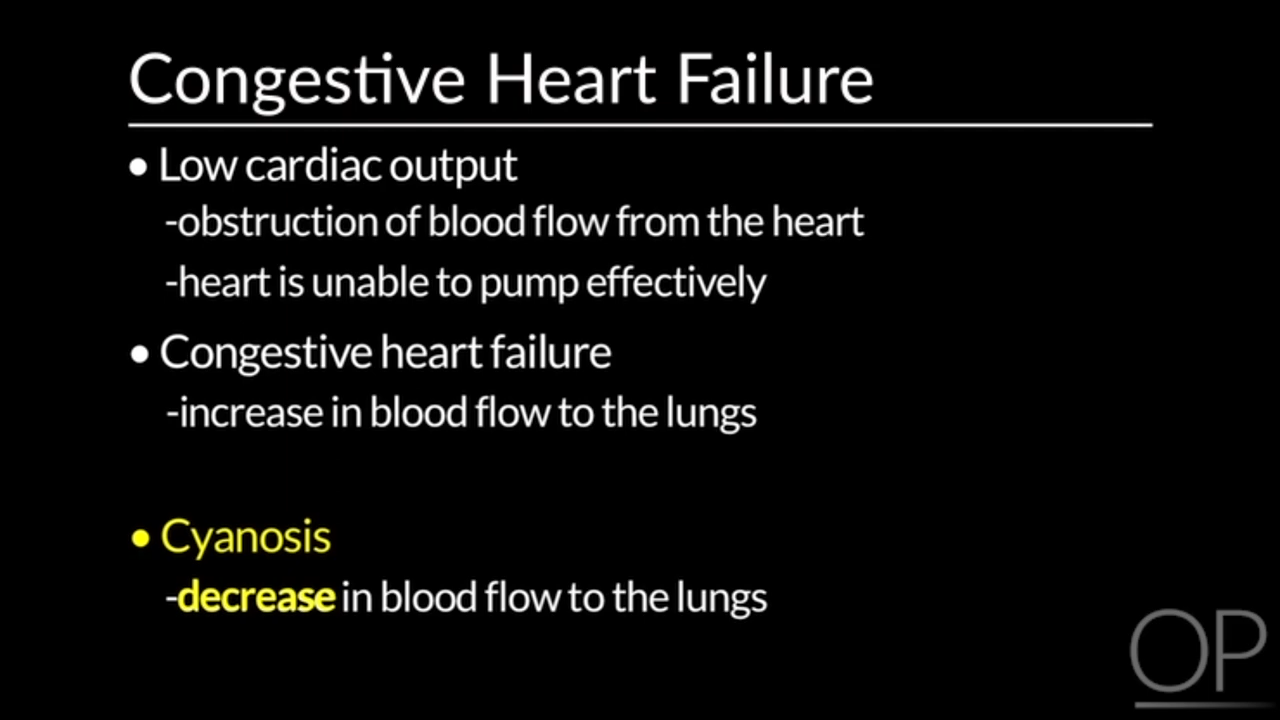 Congestive Heart Failure
• Low cardiac output
-obstruction of blood flow from the heart
-heart is unable to pump effectively
• Congestive heart failure
-increase in blood flow to the lungs
• Cyanosis
-decrease in blood flow to the lungs
OP